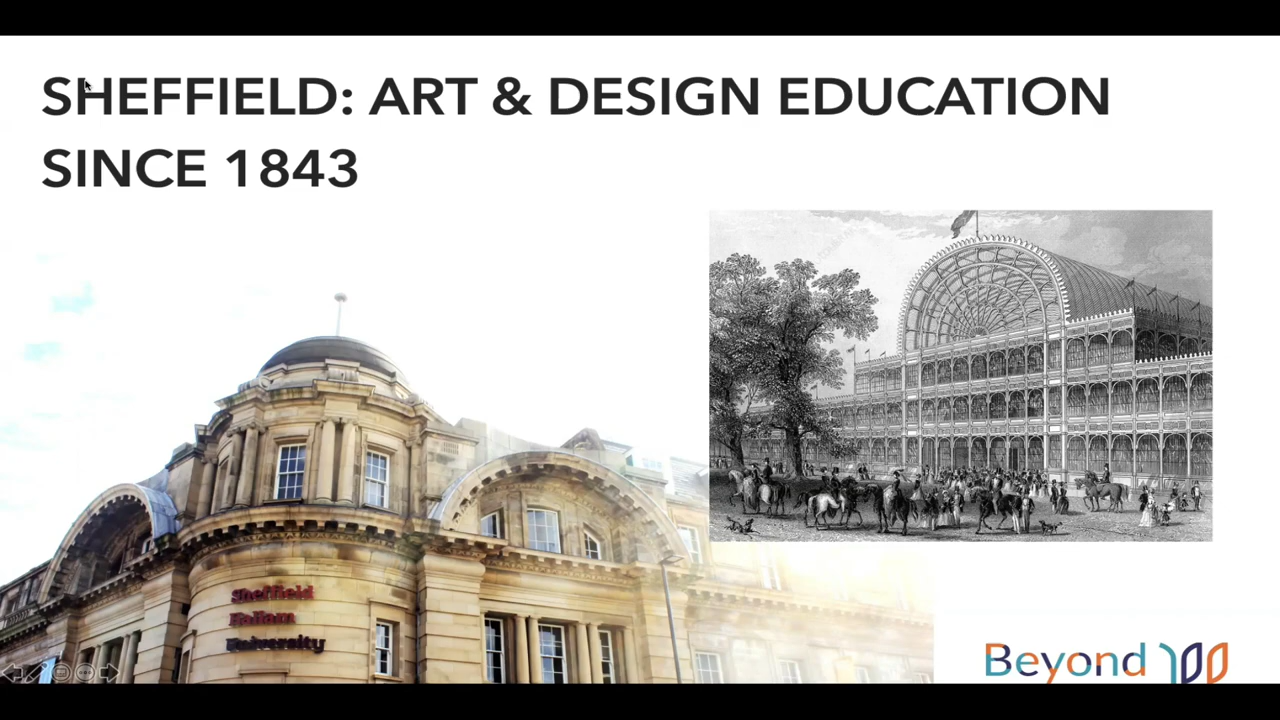 SHEFFIELD: ART & DESIGN EDUCATION
SINCE 1843
Sheffield
Hallam
University
Beyond 100